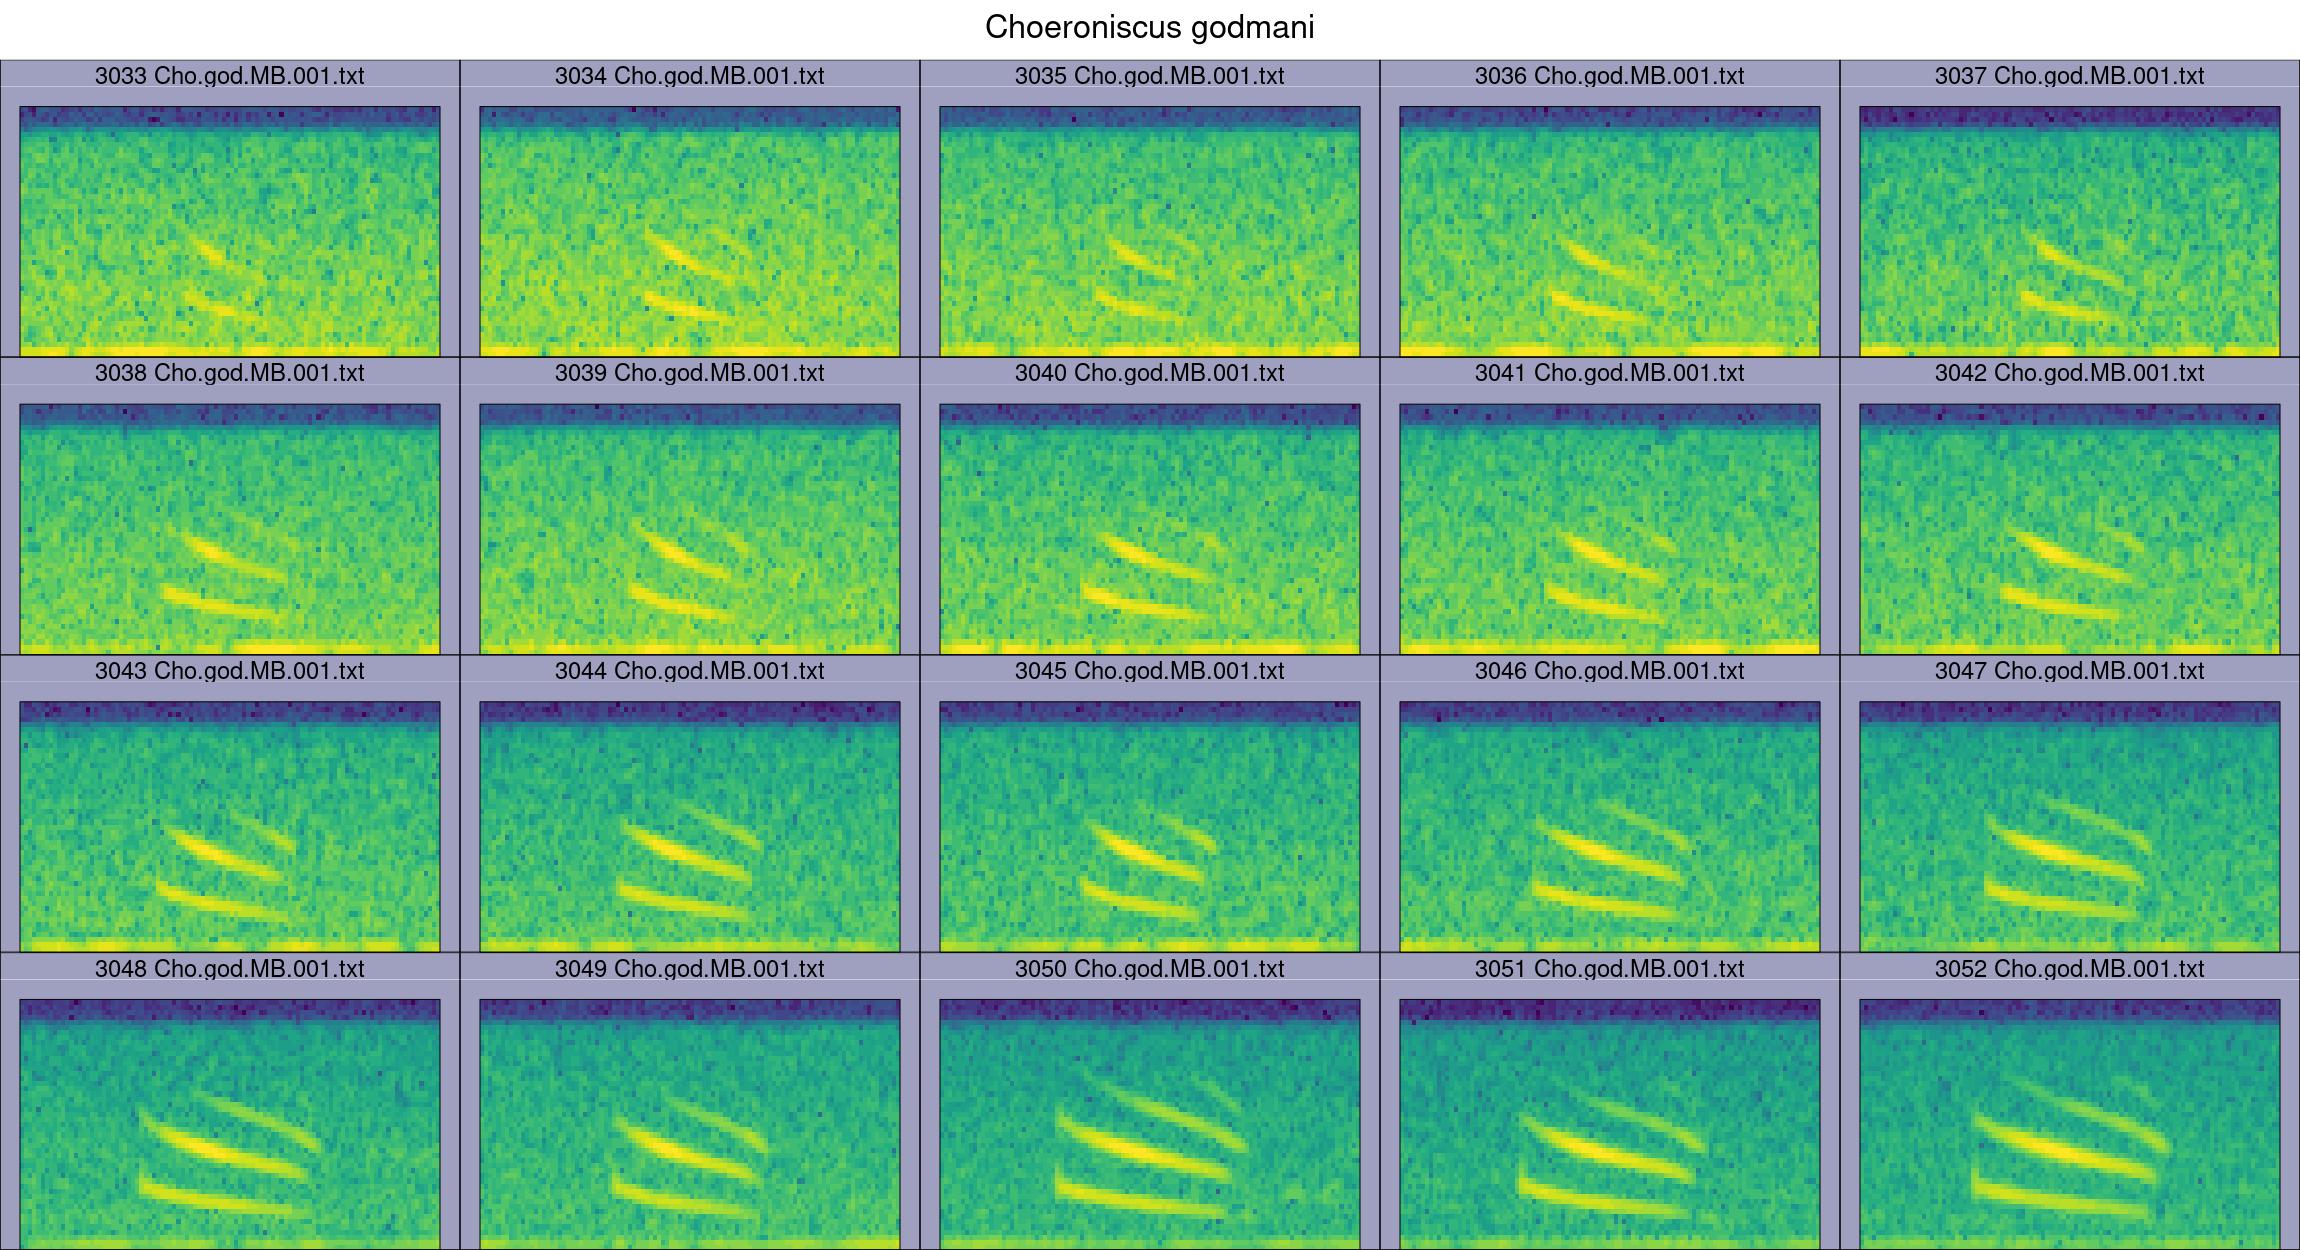 Choeroniscus godmani
3033 Cho.god.MB.001.txt
3034 Cho.god.MB.001.txt
3035 Cho.god.MB.001.txt
3036 Cho.god.MB.001.txt
3037 Cho.god.MB.001.txt
3038 Cho.god.MB.001.txt
3039 Cho.god.MB.001.txt
3040 Cho.god.MB.001.txt
3041 Cho.god.MB.001.txt
3042 Cho.god.MB.001.txt
3043 Cho.god.MB.001.txt
3044 Cho.god.MB.001.txt
3045 Cho.god.MB.001.txt
3046 Cho.god.MB.001.txt
3047 Cho.god.MB.001.txt
3048 Cho.god.MB.001.txt
3049 Cho.god.MB.001.txt
3050 Cho.god.MB.001.txt
3051 Cho.god.MB.001.txt
3052 Cho.god.MB.001.txt